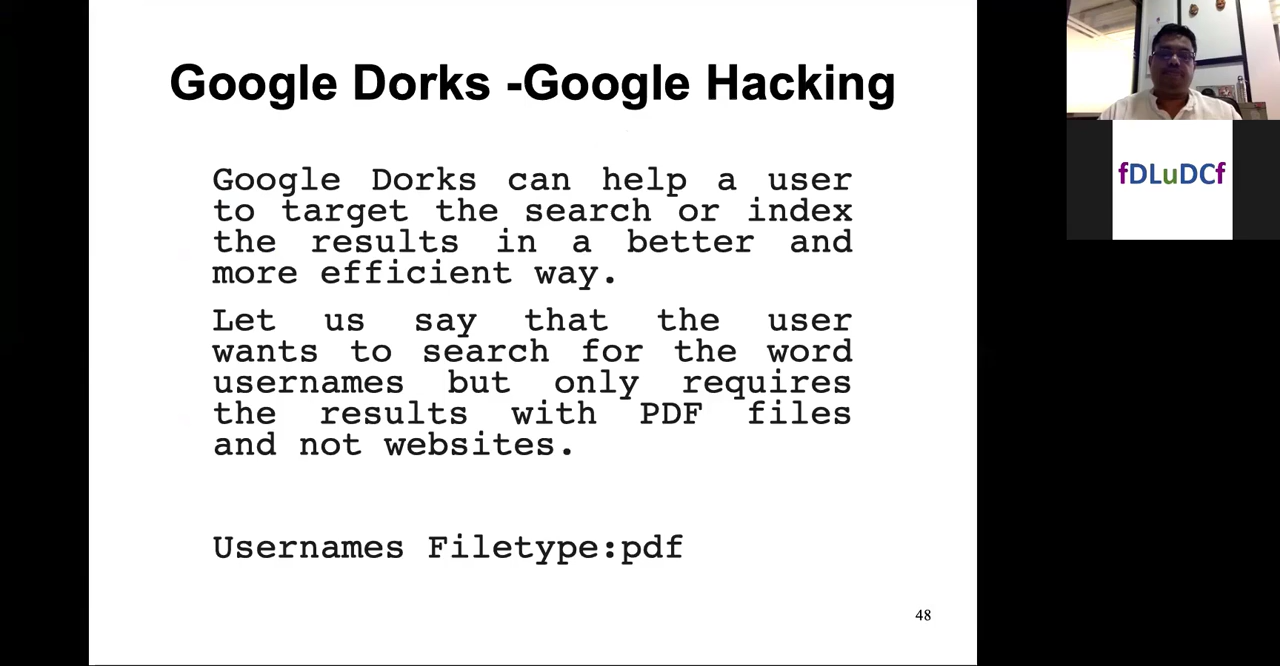 Google Dorks -Google Hacking
Google Dorks can help a user
to target the search or index
the results in a better and
more efficient way.
Let us say that the user
wants to search for the word
usernames but only requires
the results with PDF files
and not websites.
Usernames Filetype:pdf
48
fDLuDCf